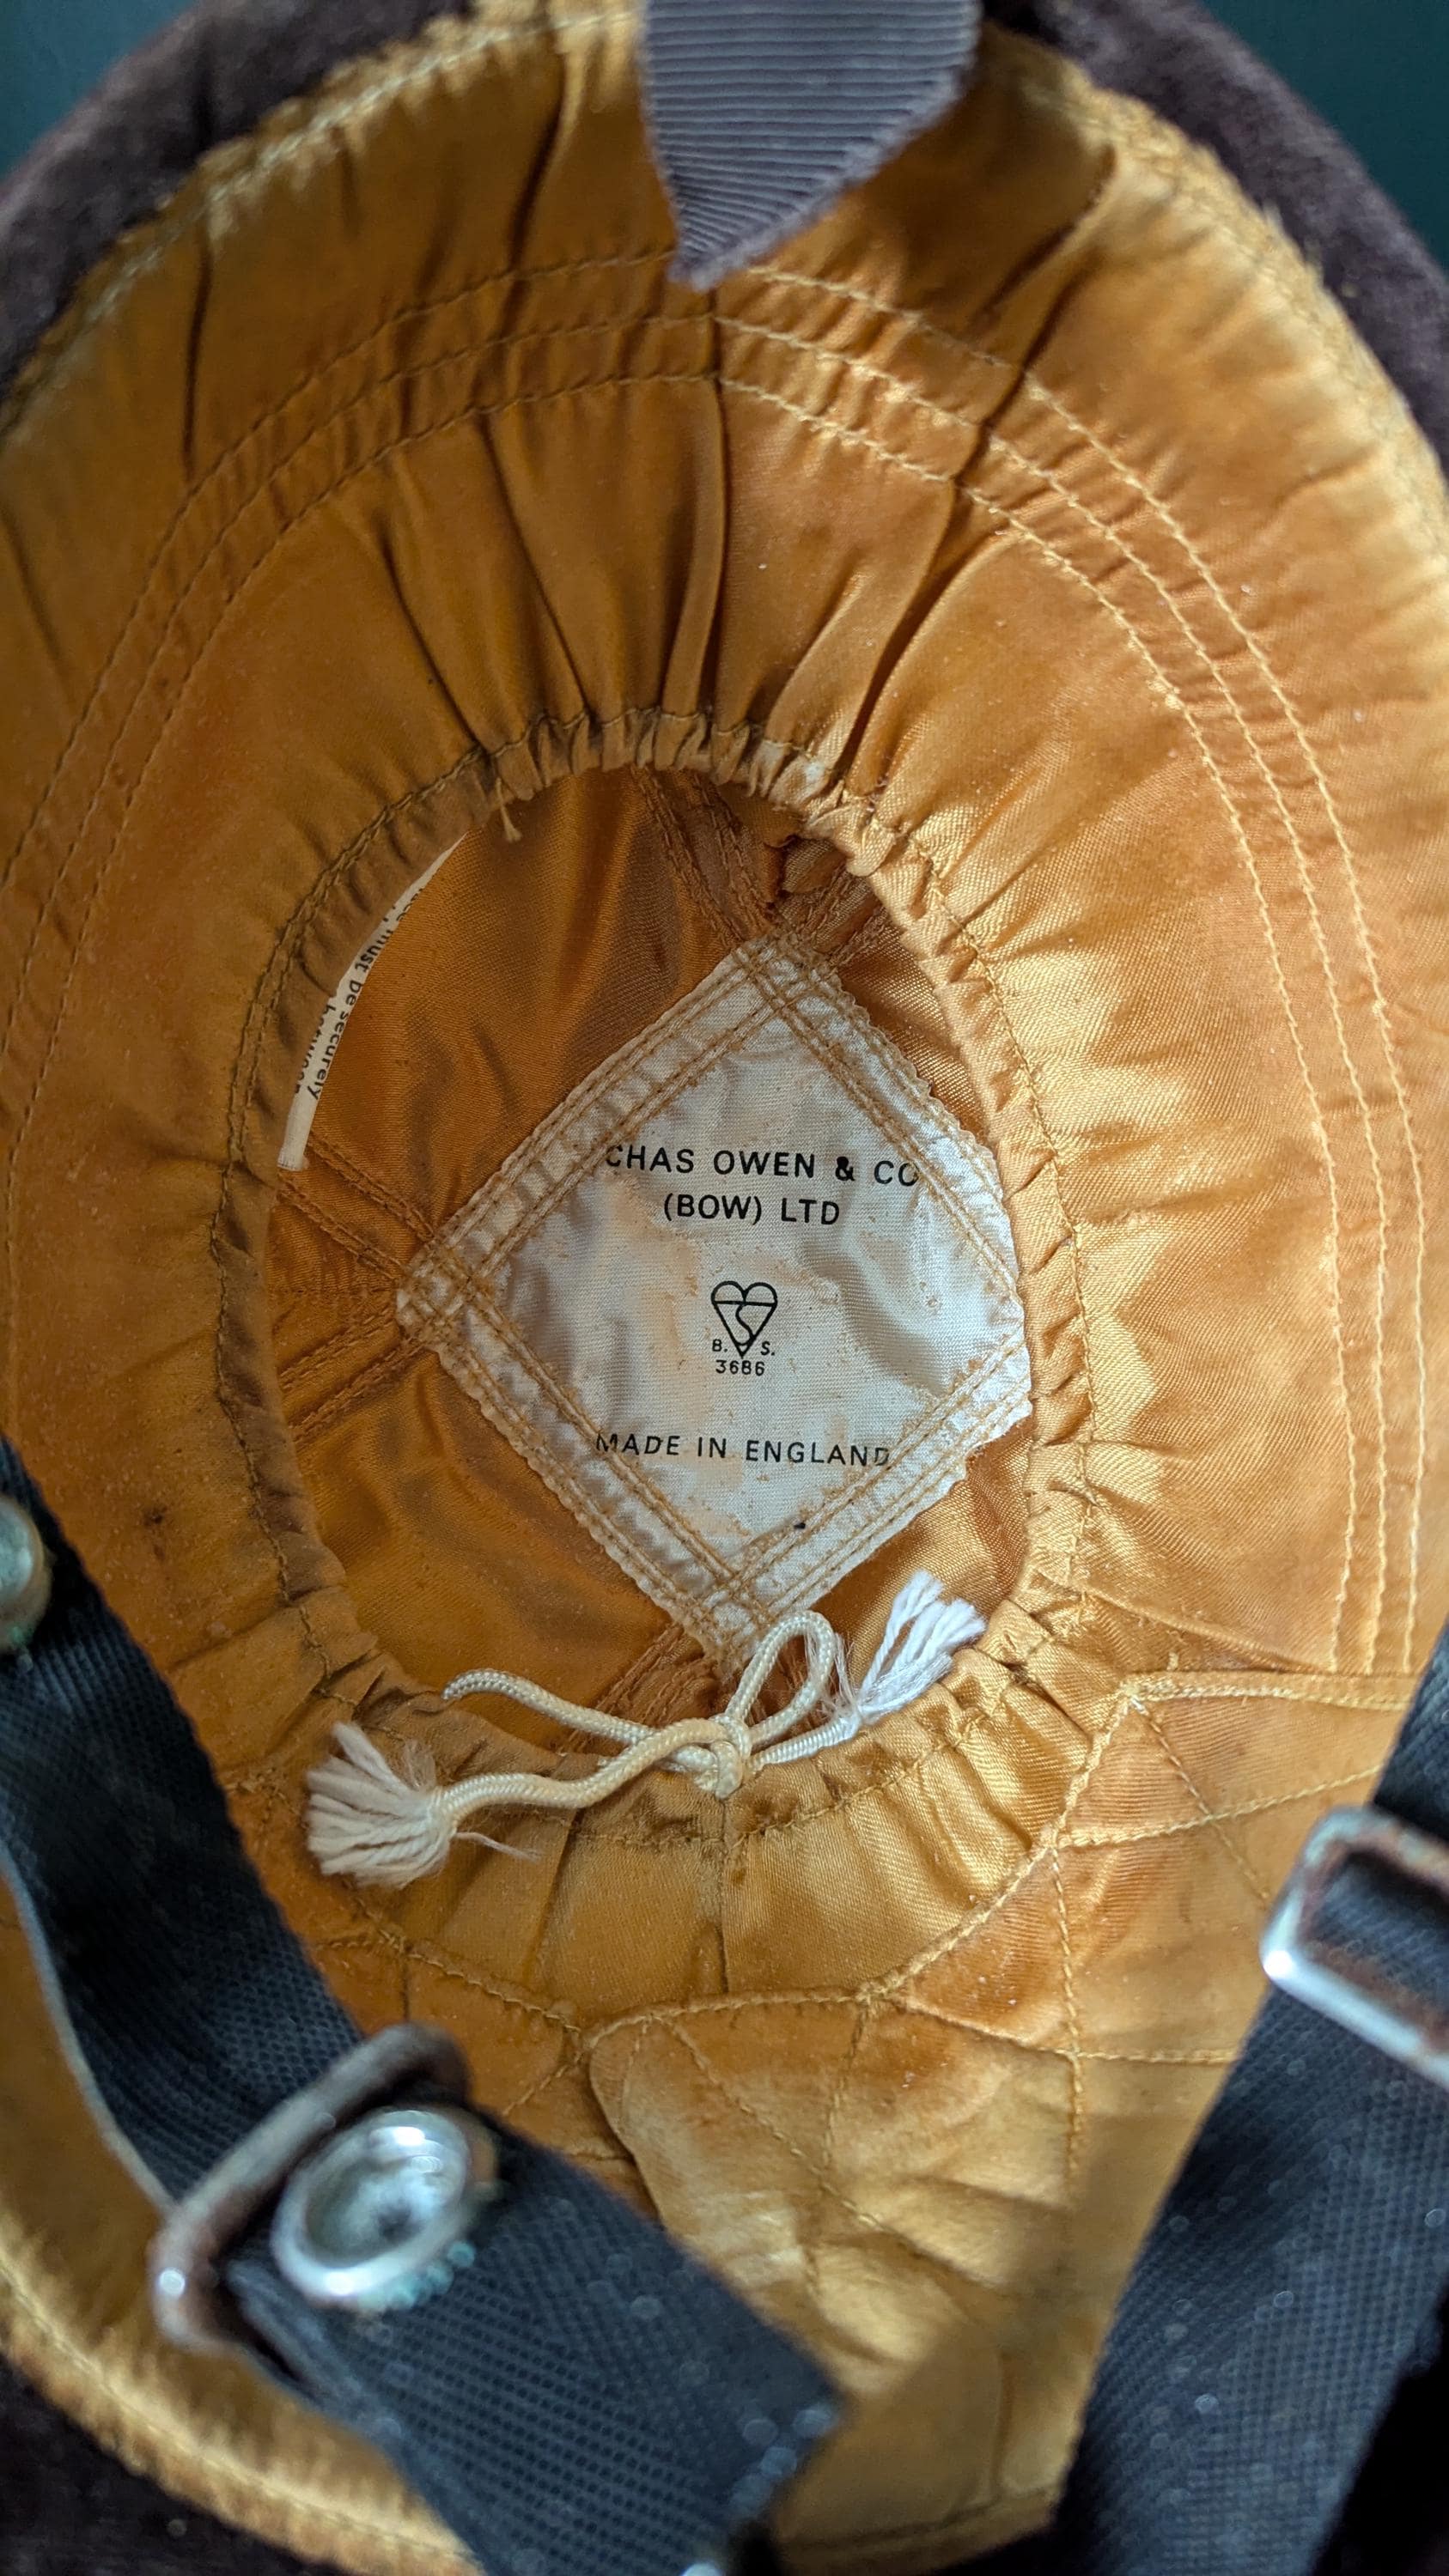 must be securely
CHAS OWEN & CO
(BOW) LTD
B. S.
3686
MADE IN ENGLAND